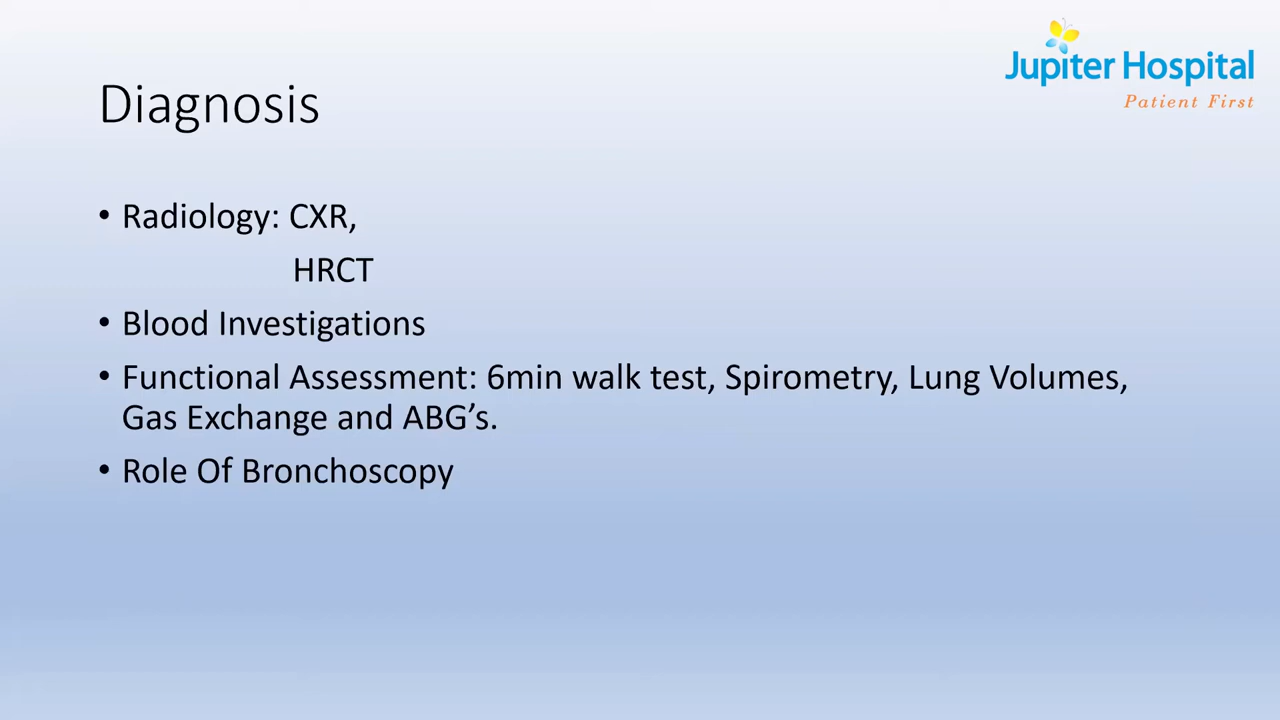 Jupiter Hospital
Patient First
Diagnosis
• Radiology: CXR,
HRCT
• Blood Investigations
• Functional Assessment: 6min walk test, Spirometry, Lung Volumes,
Gas Exchange and ABG’s.
• Role Of Bronchoscopy